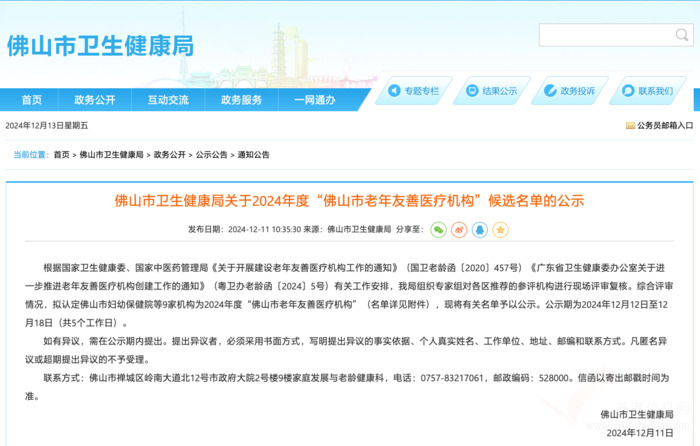 佛山市卫生健康局
首页 政务公开 互动交流 政务服务 一网通办 专题专栏 结果公示 政务投诉 联系我们
2024年12月13日星期五 公务员邮箱入口
当前位置：首页 > 佛山市卫生健康局 > 政务公开 > 公示公告 > 通知公告
佛山市卫生健康局关于2024年度“佛山市老年友善医疗机构”候选名单的公示
发布日期：2024-12-11 10:35:30 来源：佛山市卫生健康局 分享至：
根据国家卫生健康委、国家中医药管理局《关于开展建设老年友善医疗机构工作的通知》（国卫老龄函〔2020〕457号）《广东省卫生健康委办公室关于进
一步推进老年友善医疗机构创建工作的通知》（粤卫办老龄函〔2024〕5号）有关工作安排，我局组织专家组对各区推荐的参评机构进行现场评审复核。综合评审
情况，拟认定佛山市妇幼保健院等9家机构为2024年度“佛山市老年友善医疗机构”（名单详见附件），现将有关名单予以公示。公示期为2024年12月12日至12
月18日（共5个工作日）。
如有异议，需在公示期内提出。提出异议者，必须采用书面方式，写明提出异议的事实依据、个人真实姓名、工作单位、地址、邮编和联系方式。凡匿名异
议或超期提出异议的不予受理。
联系方式：佛山市禅城区岭南大道北12号市政府大院2号楼9楼家庭发展与老龄健康科，电话：0757-83217061，邮政编码：528000。信函以寄出邮戳时间为
准。
佛山市卫生健康局
2024年12月11日